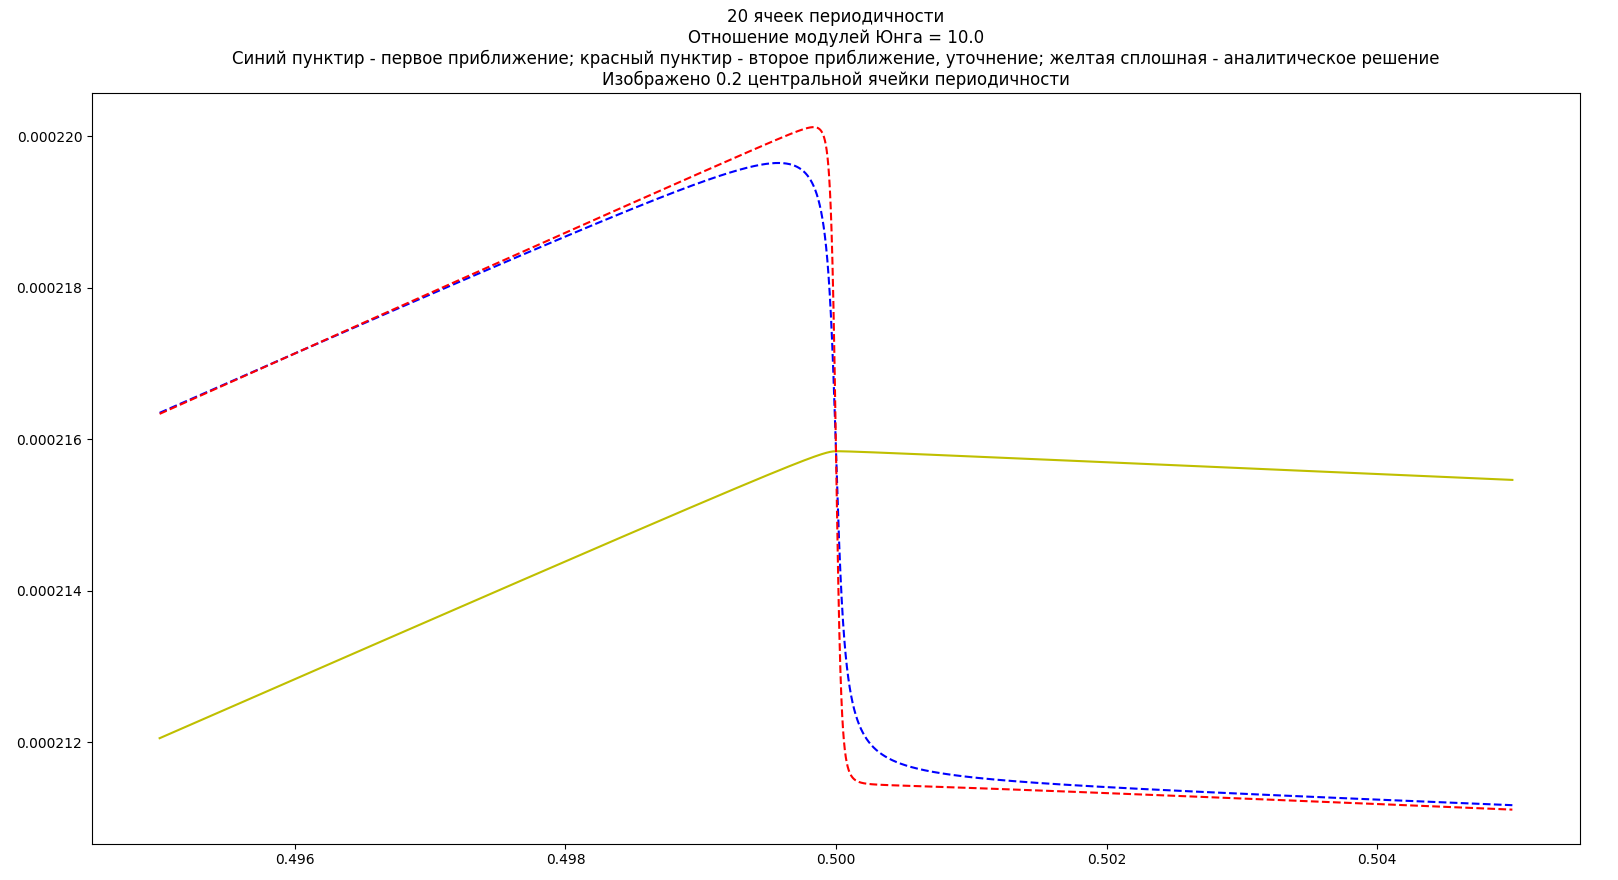 20 ячеек периодичности
Отношение модулей Юнга = 10.0
Синий пунктир - первое приближение; красный пунктир - второе приближение, уточнение; желтая сплошная - аналитическое решение
Изображено 0.2 центральной ячейки периодичности
0.000220
0.000218
0.000216
0.000214
0.000212
0.496 0.498 0.500 0.502 0.504